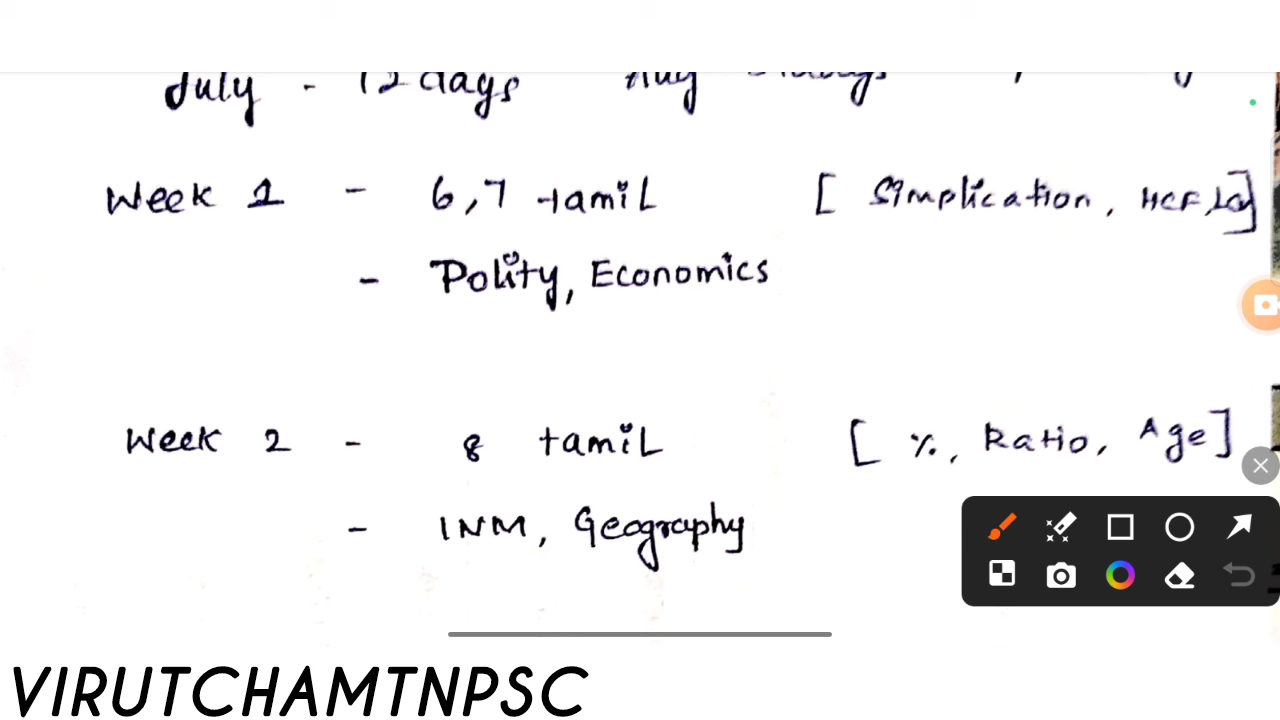 July - 12 days Aug
Week 1 - 6,7 tamil [ Simplication, HCF,
- Polity, Economics
Week 2 - 8 tamil [ %, Ratio, Age]
- INM, Geography
VIRUTCHAMTNPSC